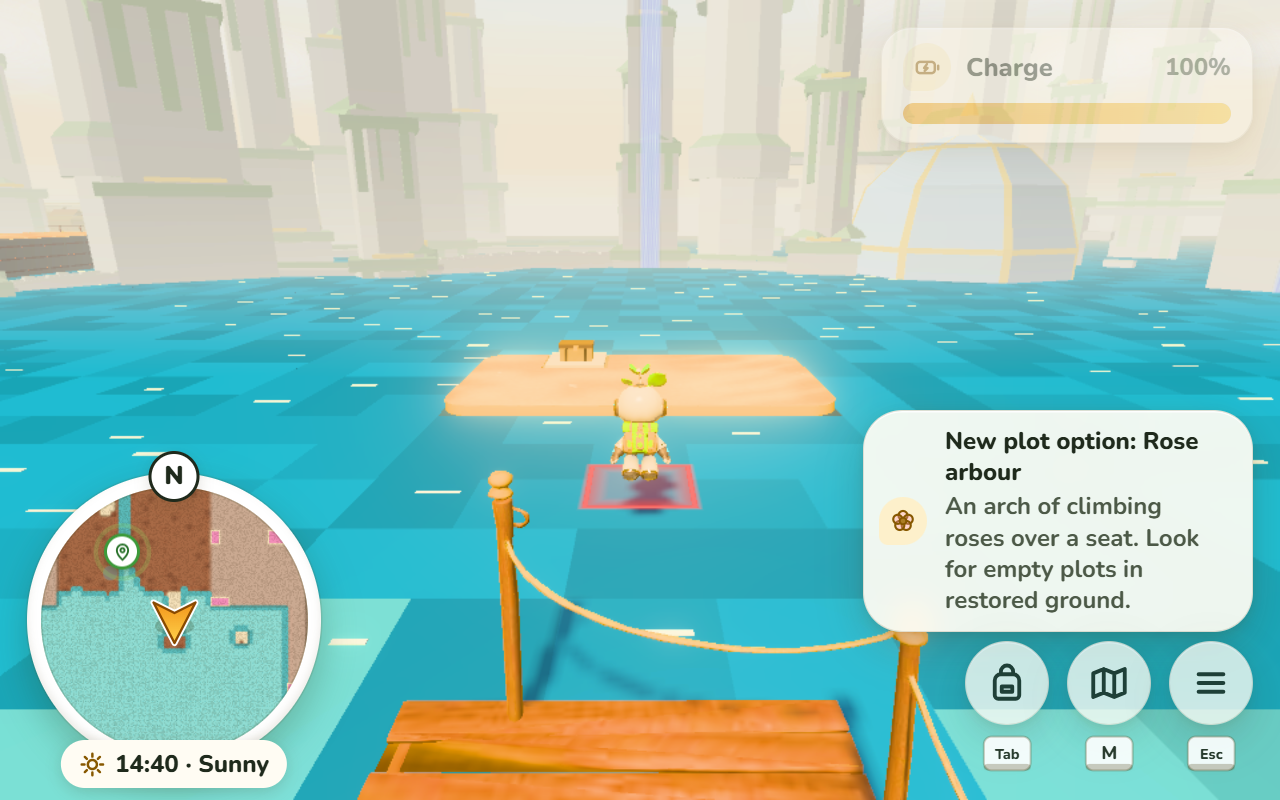 Charge 100%
New plot option: Rose
arbour
An arch of climbing
roses over a seat. Look
for empty plots in
restored ground.
N
14:40 · Sunny
Tab
M
Esc